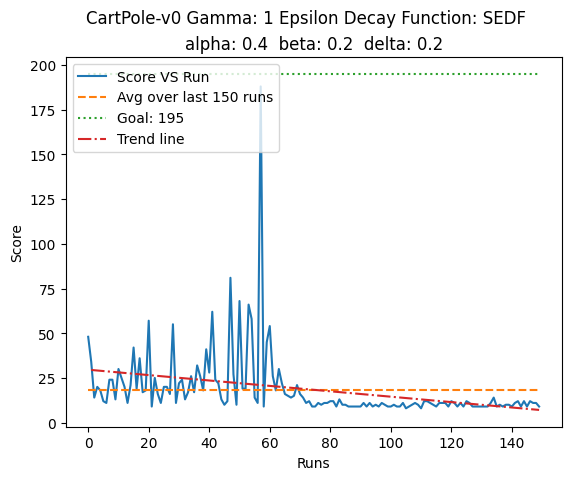 CartPole-v0 Gamma: 1 Epsilon Decay Function: SEDF
alpha: 0.4  beta: 0.2  delta: 0.2
Score VS Run
Avg over last 150 runs
Goal: 195
Trend line
200
175
150
125
100
75
50
25
0
Score
0 20 40 60 80 100 120 140
Runs